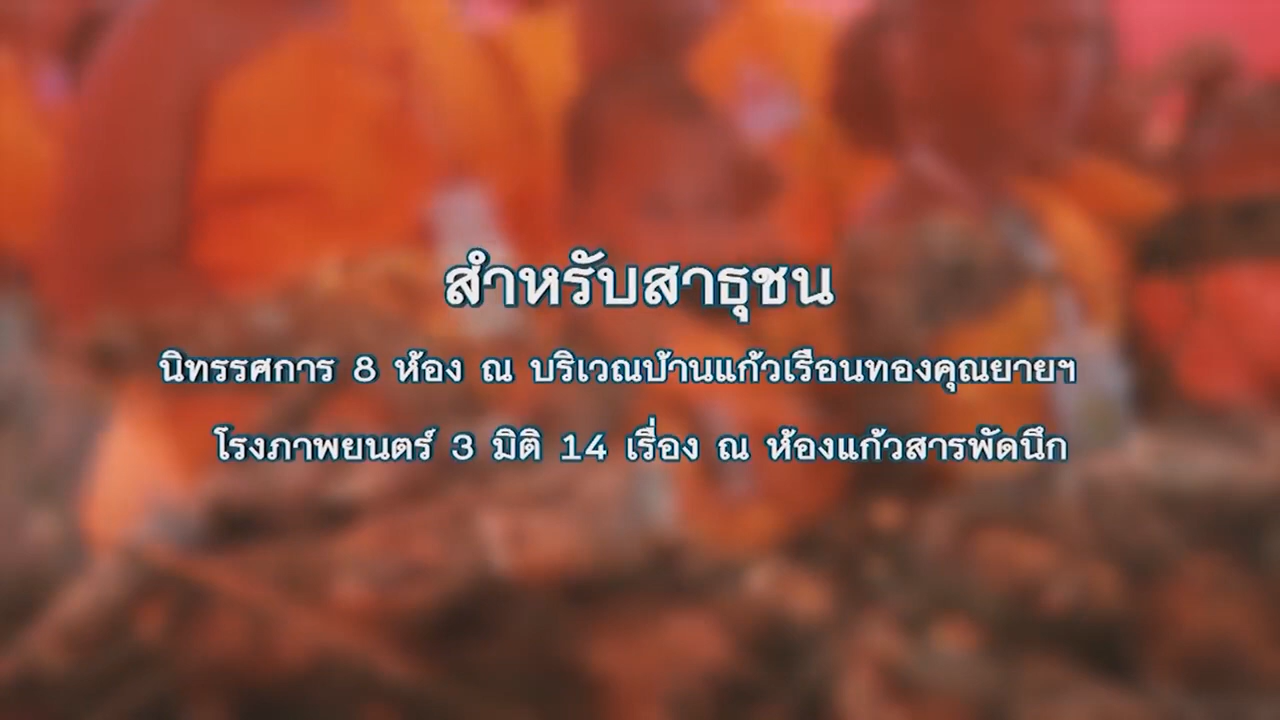 สำหรับสาธุชน
นิทรรศการ 8 ห้อง ณ บริเวณบ้านแก้วเรือนทองคุณยายฯ
โรงภาพยนตร์ 3 มิติ 14 เรื่อง ณ ห้องแก้วสารพัดนึก